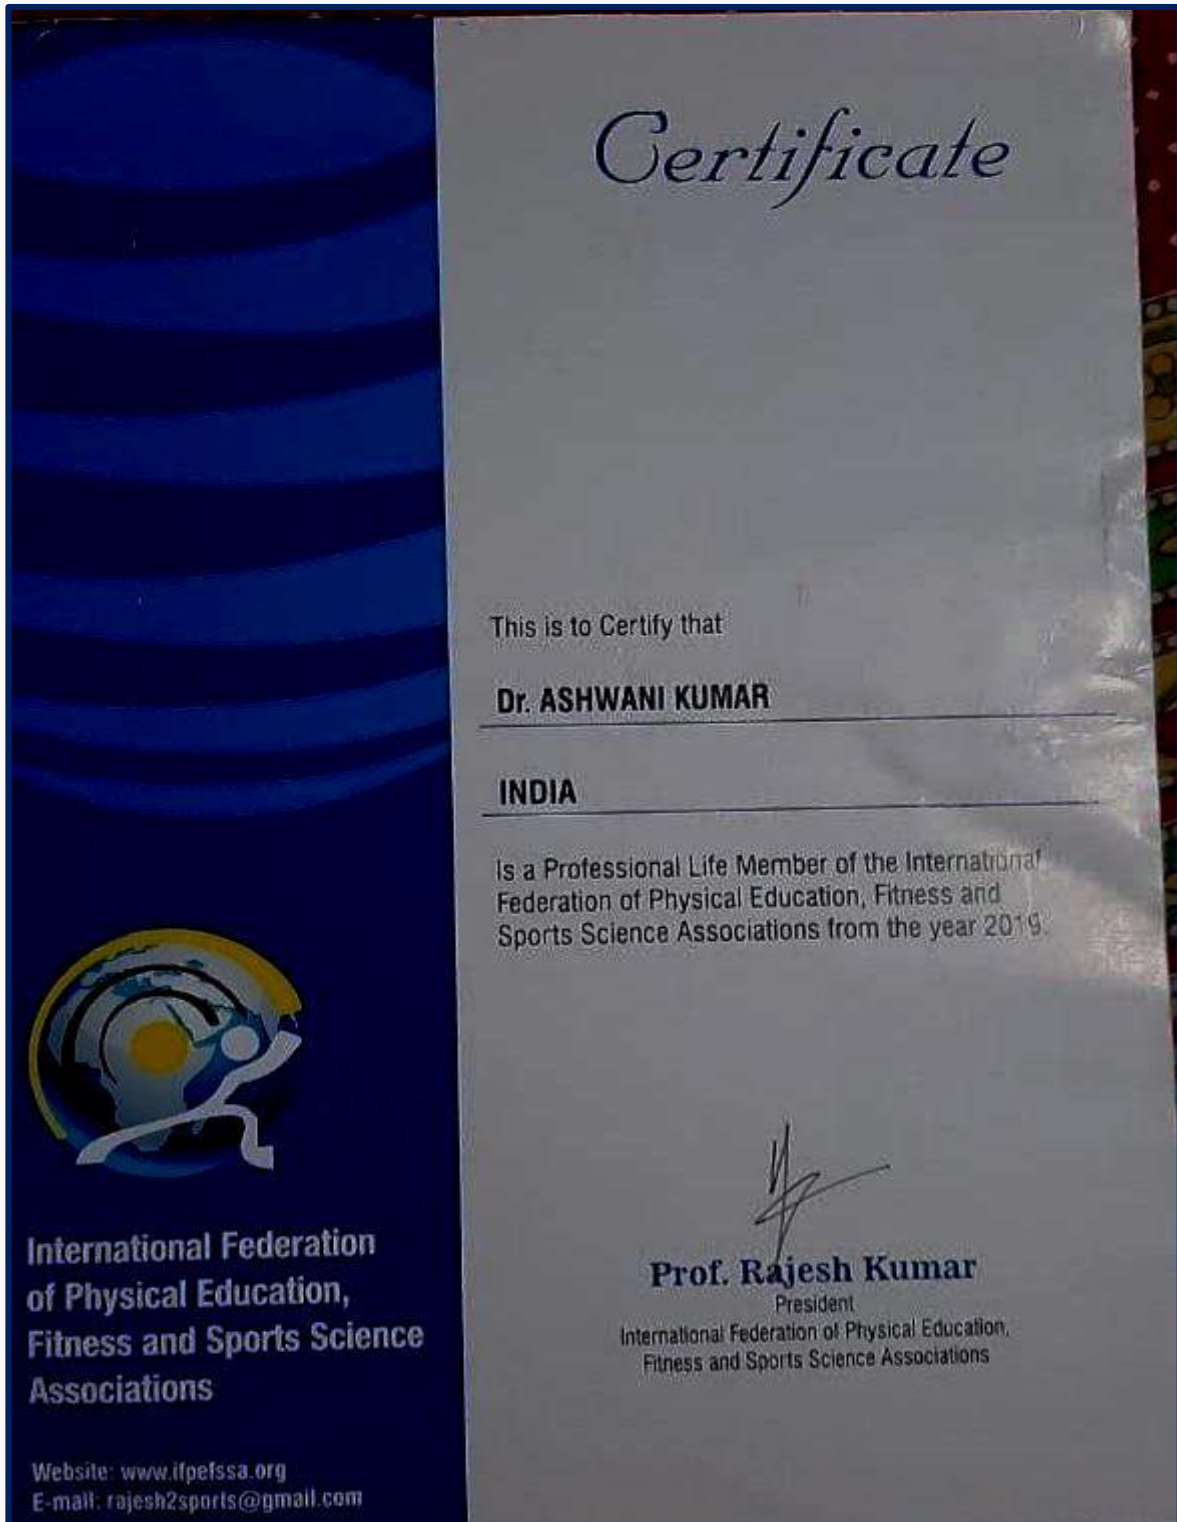 Certificate
This is to Certify that
Dr. ASHWANI KUMAR
INDIA
Is a Professional Life Member of the International
Federation of Physical Education, Fitness and
Sports Science Associations from the year 2019.
Prof. Rajesh Kumar
President
International Federation of Physical Education,
Fitness and Sports Science Associations
International Federation
of Physical Education,
Fitness and Sports Science
Associations
Website: www.ifpefssa.org
E-mail: rajesh2sports@gmail.com